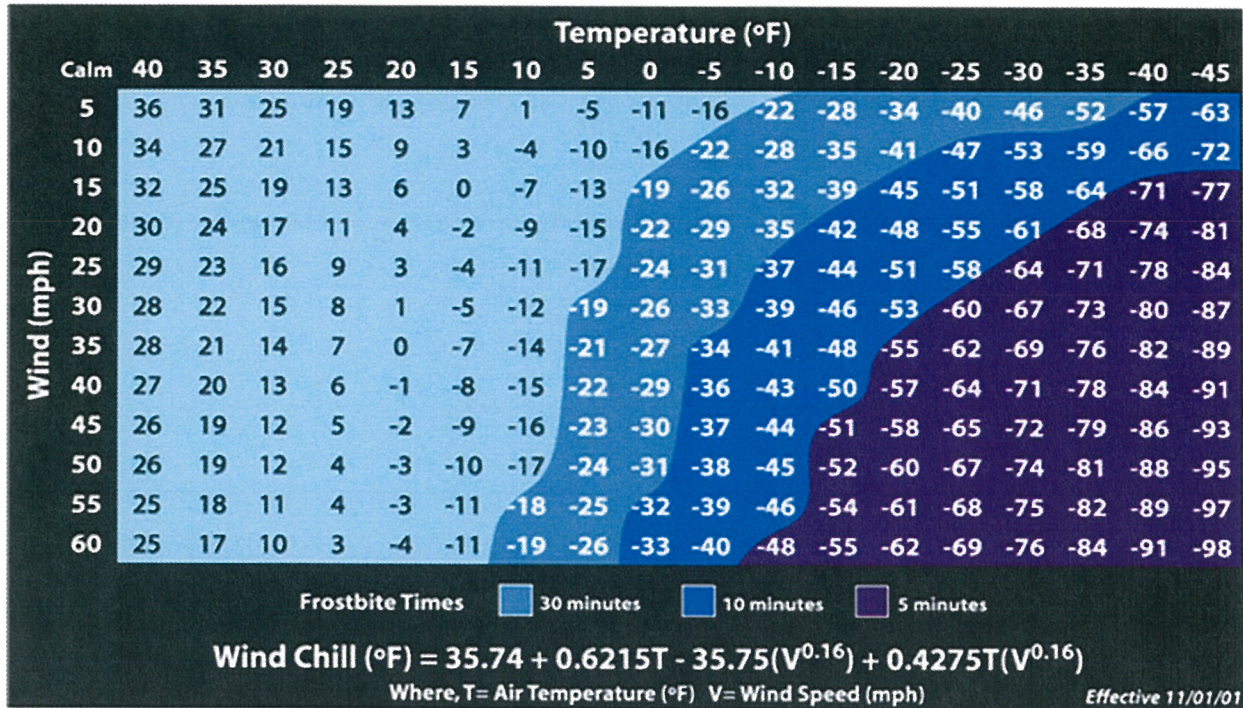 Temperature (°F)
Calm 40 35 30 25 20 15 10 5 0 -5 -10 -15 -20 -25 -30 -35 -40 -45
5 36 31 25 19 13 7 1 -5 -11 -16 -22 -28 -34 -40 -46 -52 -57 -63
10 34 27 21 15 9 3 -4 -10 -16 -22 -28 -35 -41 -47 -53 -59 -66 -72
15 32 25 19 13 6 0 -7 -13 -19 -26 -32 -39 -45 -51 -58 -64 -71 -77
20 30 24 17 11 4 -2 -9 -15 -22 -29 -35 -42 -48 -55 -61 -68 -74 -81
25 29 23 16 9 3 -4 -11 -17 -24 -31 -37 -44 -51 -58 -64 -71 -78 -84
30 28 22 15 8 1 -5 -12 -19 -26 -33 -39 -46 -53 -60 -67 -73 -80 -87
35 28 21 14 7 0 -7 -14 -21 -27 -34 -41 -48 -55 -62 -69 -76 -82 -89
40 27 20 13 6 -1 -8 -15 -22 -29 -36 -43 -50 -57 -64 -71 -78 -84 -91
45 26 19 12 5 -2 -9 -16 -23 -30 -37 -44 -51 -58 -65 -72 -79 -86 -93
50 26 19 12 4 -3 -10 -17 -24 -31 -38 -45 -52 -60 -67 -74 -81 -88 -95
55 25 18 11 4 -3 -11 -18 -25 -32 -39 -46 -54 -61 -68 -75 -82 -89 -97
60 25 17 10 3 -4 -11 -19 -26 -33 -40 -48 -55 -62 -69 -76 -84 -91 -98
Wind (mph)
Frostbite Times 30 minutes 10 minutes 5 minutes
Wind Chill (°F) = 35.74 + 0.6215T - 35.75(V^0.16) + 0.4275T(V^0.16)
Where, T= Air Temperature (°F) V= Wind Speed (mph) Effective 11/01/01